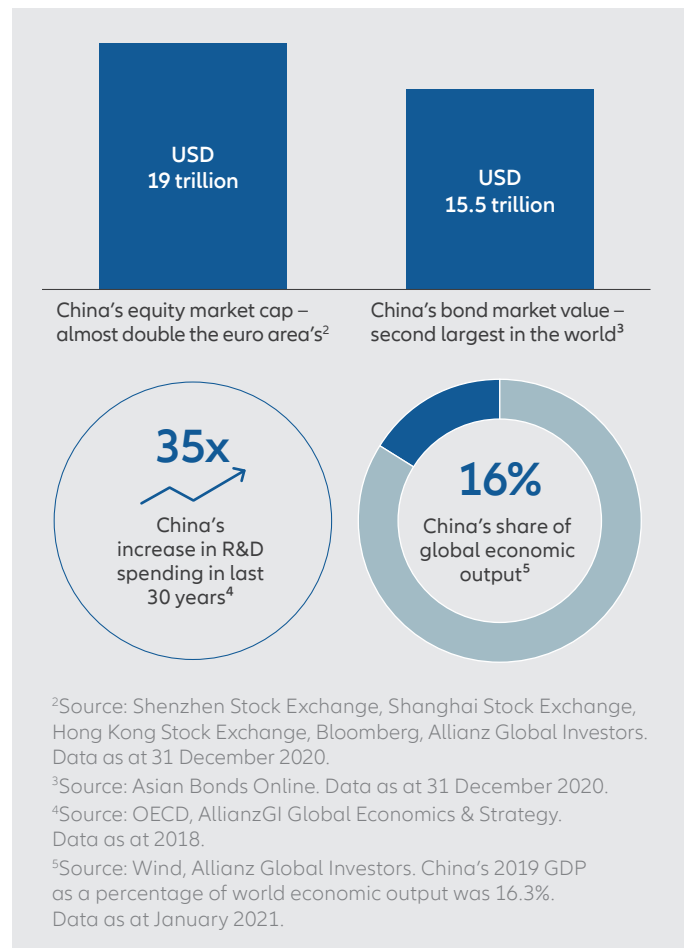 USD
19 trillion
USD
15.5 trillion
China’s equity market cap –
almost double the euro area’s²
China’s bond market value –
second largest in the world³
35x
China’s
increase in R&D
spending in last
30 years⁴
16%
China’s share of
global economic
output⁵
²Source: Shenzhen Stock Exchange, Shanghai Stock Exchange,
Hong Kong Stock Exchange, Bloomberg, Allianz Global Investors.
Data as at 31 December 2020.
³Source: Asian Bonds Online. Data as at 31 December 2020.
⁴Source: OECD, AllianzGI Global Economics & Strategy.
Data as at 2018.
⁵Source: Wind, Allianz Global Investors. China’s 2019 GDP
as a percentage of world economic output was 16.3%.
Data as at January 2021.